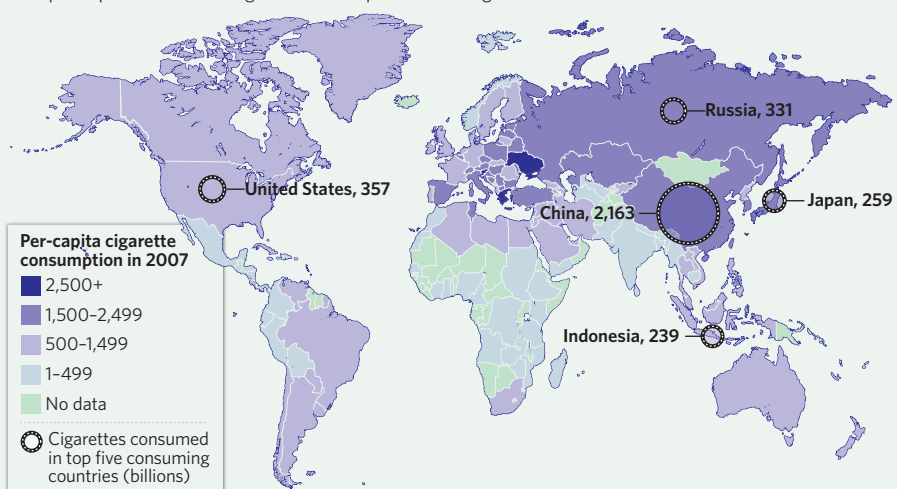 Russia, 331
United States, 357
Japan, 259
China, 2,163
Indonesia, 239
Per-capita cigarette
consumption in 2007
2,500+
1,500–2,499
500–1,499
1–499
No data
Cigarettes consumed
in top five consuming
countries (billions)